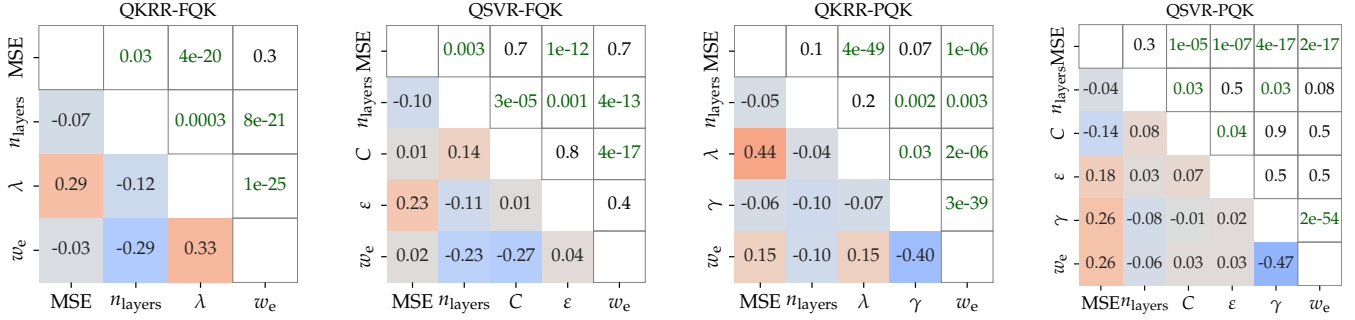 QKRR-FQK
MSE 0.03 4e-20 0.3
n_layers -0.07 0.0003 8e-21
λ 0.29 -0.12 1e-25
w_e -0.03 -0.29 0.33
MSE n_layers λ w_e
QSVR-FQK
MSE 0.003 0.7 1e-12 0.7
n_layers -0.10 3e-05 0.001 4e-13
C 0.01 0.14 0.8 4e-17
ε 0.23 -0.11 0.01 0.4
w_e 0.02 -0.23 -0.27 0.04
MSE n_layers C ε w_e
QKRR-PQK
MSE 0.1 4e-49 0.07 1e-06
n_layers -0.05 0.2 0.002 0.003
λ 0.44 -0.04 0.03 2e-06
γ -0.06 -0.10 -0.07 3e-39
w_e 0.15 -0.10 0.15 -0.40
MSE n_layers λ γ w_e
QSVR-PQK
MSE 0.3 1e-05 1e-07 4e-17 2e-17
n_layers -0.04 0.03 0.5 0.03 0.08
C -0.14 0.08 0.04 0.9 0.5
ε 0.18 0.03 0.07 0.5 0.5
γ 0.26 -0.08 -0.01 0.02 2e-54
w_e 0.26 -0.06 0.03 0.03 -0.47
MSE n_layers C ε γ w_e